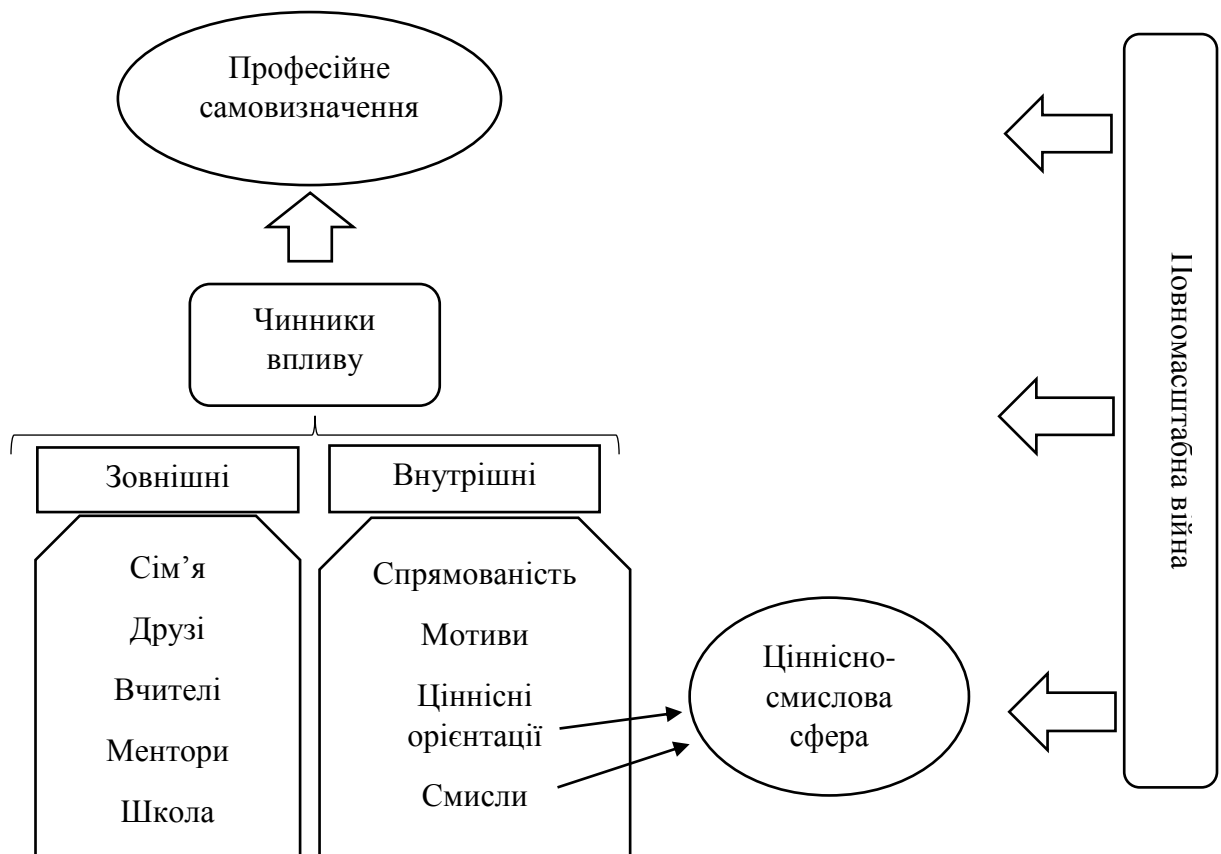 Професійне
самовизначення
Чинники
впливу
Зовнішні
Внутрішні
Сім’я
Друзі
Вчителі
Ментори
Школа
Спрямованість
Мотиви
Ціннісні
орієнтації
Смисли
Ціннісно-
смислова
сфера
Повномасштабна війна